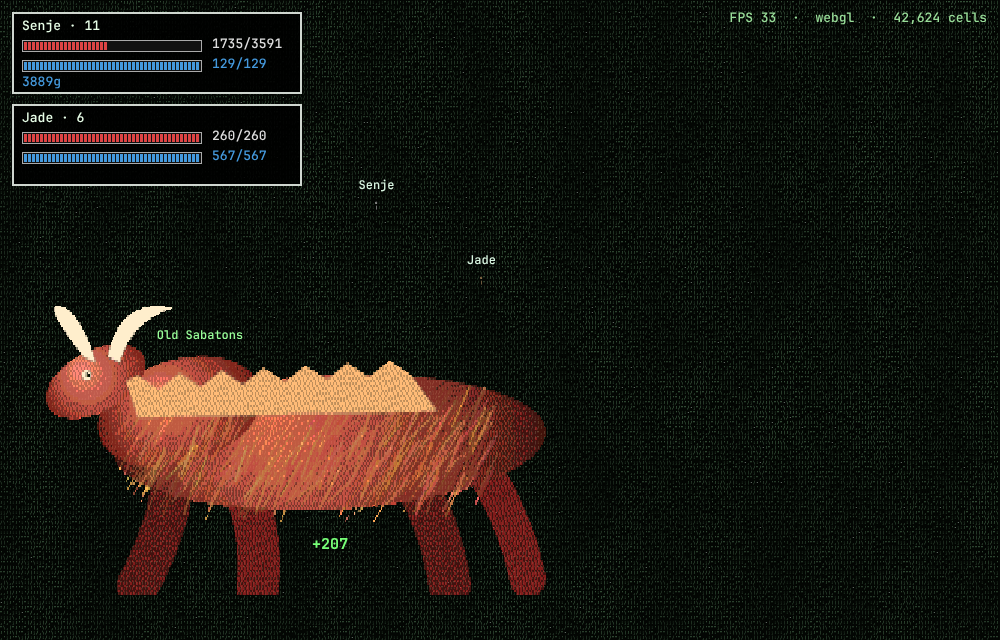 Senje · 11
1735/3591
129/129
3889g
Jade · 6
260/260
567/567
FPS 33 · webgl · 42,624 cells
Senje
Jade
Old Sabatons
+207